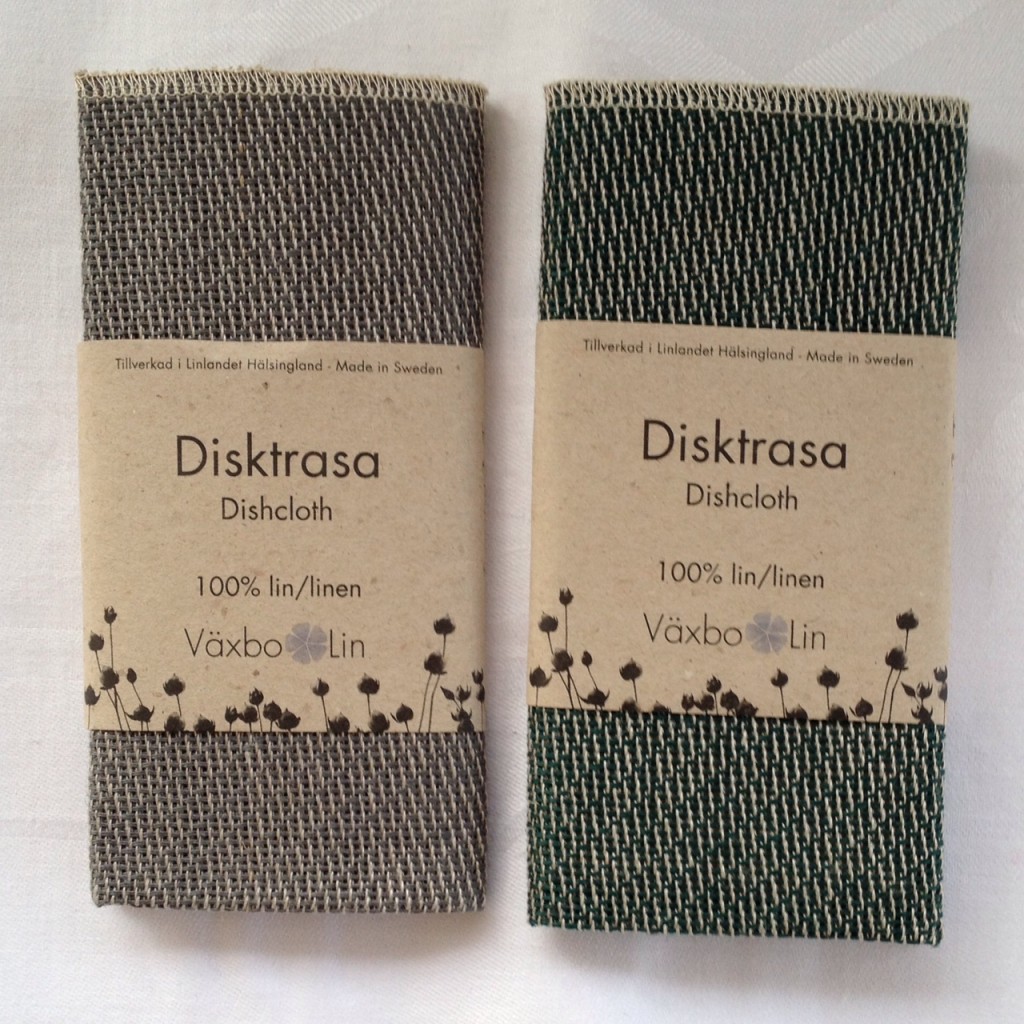 Tillverkad i Linlandet Hälsingland - Made in Sweden
Disktrasa
Dishcloth
100% lin/linen
Växbo Lin
Tillverkad i Linlandet Hälsingland - Made in Sweden
Disktrasa
Dishcloth
100% lin/linen
Växbo Lin